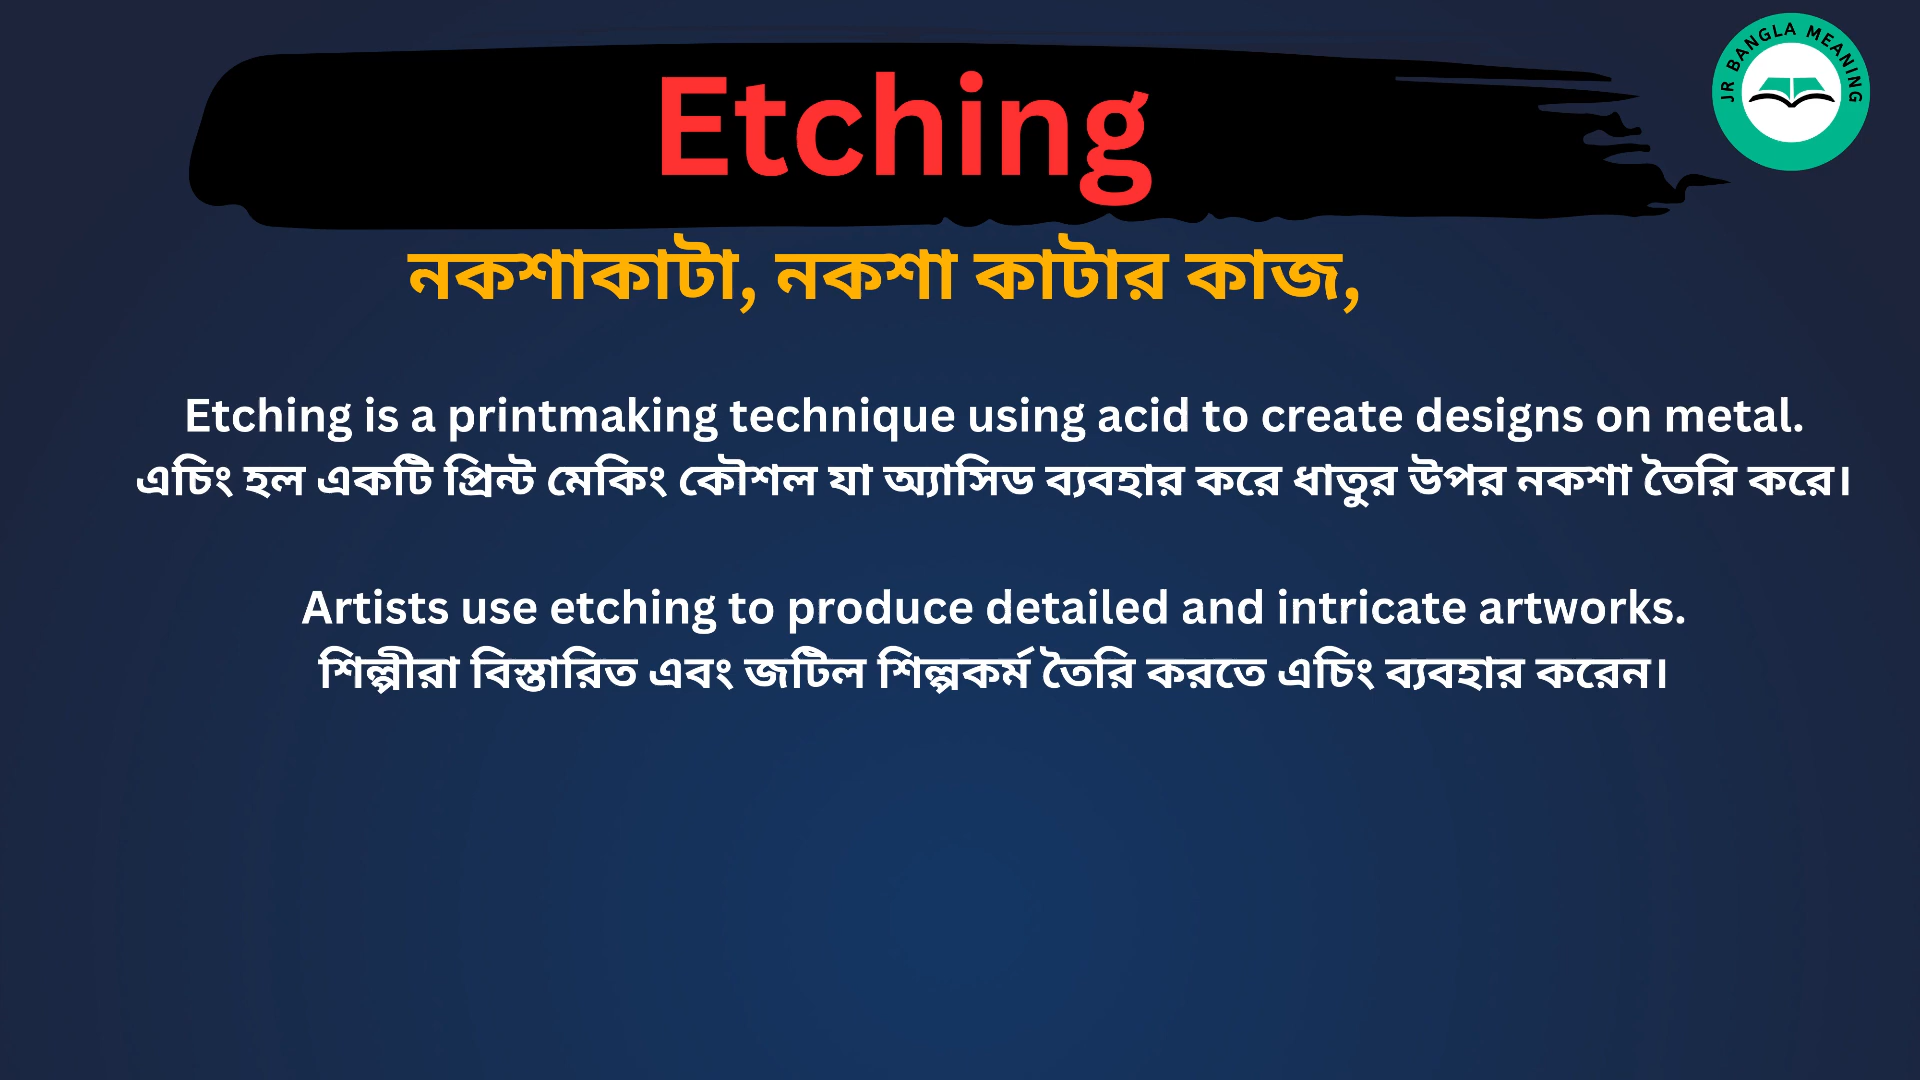 Etching
JR BANGLA MEANING
নকশাকাটা, নকশা কাটার কাজ,
Etching is a printmaking technique using acid to create designs on metal.
এচিং হল একটি প্রিন্ট মেকিং কৌশল যা অ্যাসিড ব্যবহার করে ধাতুর উপর নকশা তৈরি করে।
Artists use etching to produce detailed and intricate artworks.
শিল্পীরা বিস্তারিত এবং জটিল শিল্পকর্ম তৈরি করতে এচিং ব্যবহার করেন।